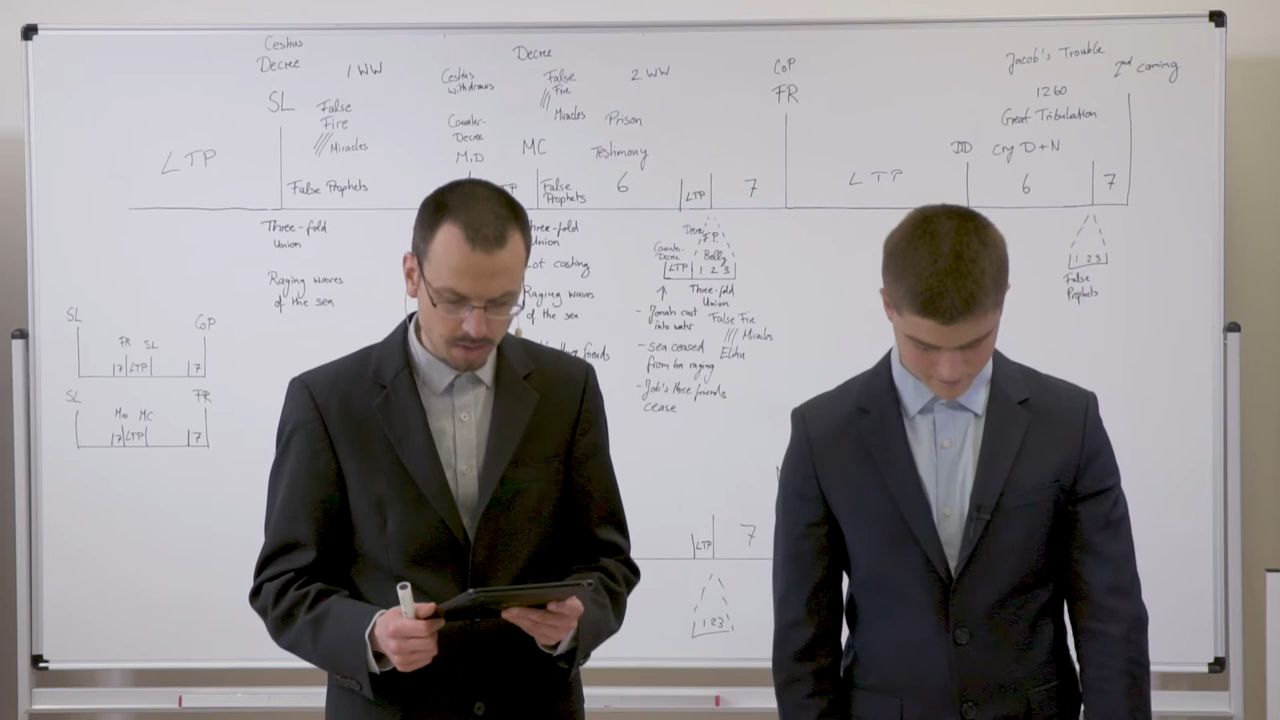 Cestius
Decree
1 WW
SL
False
Fire
Miracles
LTP
False Prophets
Cestius
withdraws
Counter-
Decree
MiD
Decree
False
Fire
Miracles
MC
False
Prophets
2 WW
Prison
Testimony
6
LTP
7
CoP
FR
LTP
DD
Jacob's Trouble
1260
Great Tribulation
Cry D+N
6
7
2nd coming
Three-fold
Union
Raging waves
of the sea
Union
casting
Raging waves
of the sea
Counter-
Decree
F.P.
Belly
LTP 1 2 3
Three-fold
Union
- Jonah cast
into water
- sea ceased
from her raging
- Job's three friends
cease
False Fire
Miracles
Elihu
1 2 3
False
Prophets
SL
CoP
FR SL
7 LTP 7
SL
FR
MiD MC
7 LTP 7
LTP
7
1 2 3